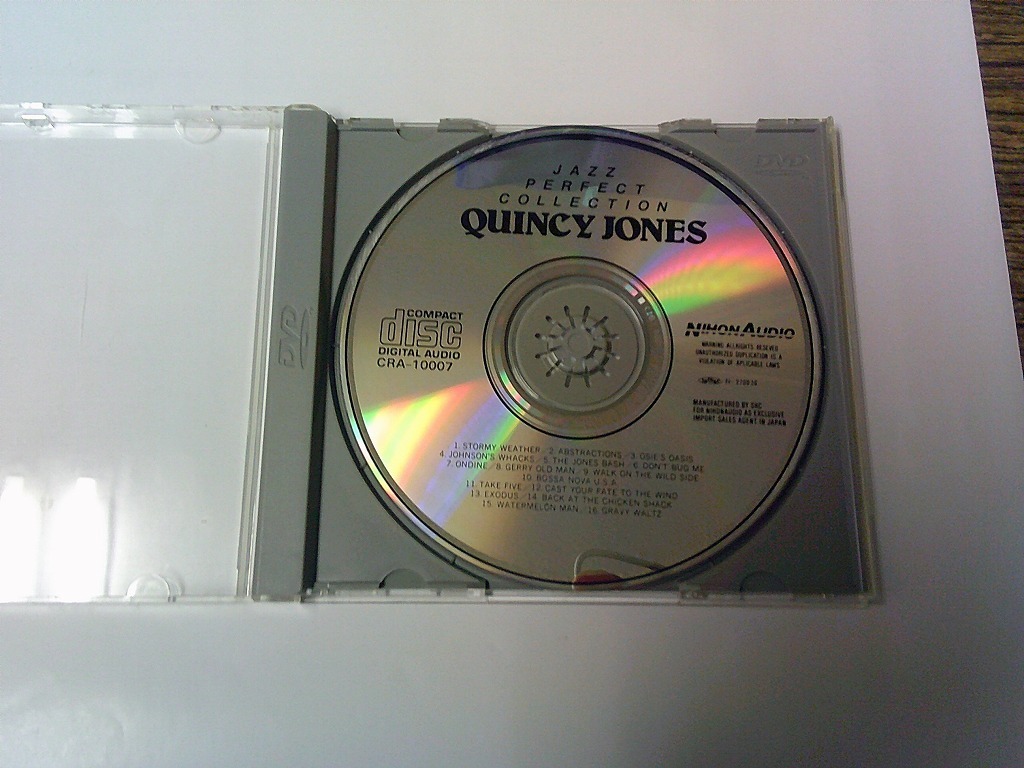 JAZZ
PERFECT
COLLECTION
QUINCY JONES
DVD
DVD
COMPACT
disc
DIGITAL AUDIO
CRA-10007
NIHON AUDIO
WARNING ALLRIGHTS RESEVED
UNAUTHORIZED DUPLICATION IS A
VIOLATION OF APLICABLE LAWS
MANUFACTURED BY SKC
FOR NIHONAUDIO AS EXCLUSIVE
IMPORT SALES AGENT IN JAPAN
1. STORMY WEATHER／2. ABSTRACTIONS／3. OSIE'S OASIS
4. JOHNSON'S WHACKS／5. THE JONES BASH／6. DON'T BUG ME
7. ONDINE／8. GERRY OLD MAN／9. WALK ON THE WILD SIDE
10. BOSSA NOVA U.S.A
11. TAKE FIVE／12. CAST YOUR FATE TO THE WIND
13. EXODUS／14. BACK AT THE CHICKEN SHACK
15. WATERMELON MAN／16. GRAVY WALTZ